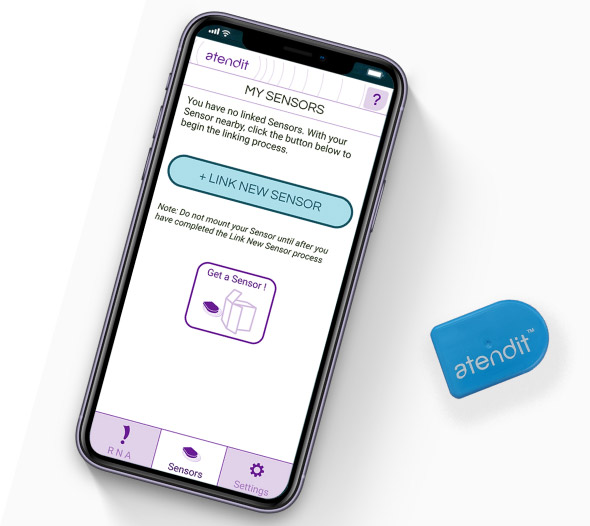 atendit
MY SENSORS
?
You have no linked Sensors. With your
Sensor nearby, click the button below to
begin the linking process.
+ LINK NEW SENSOR
Note: Do not mount your Sensor until after you
have completed the Link New Sensor process
Get a Sensor !
RNA
Sensors
Settings
atendit™